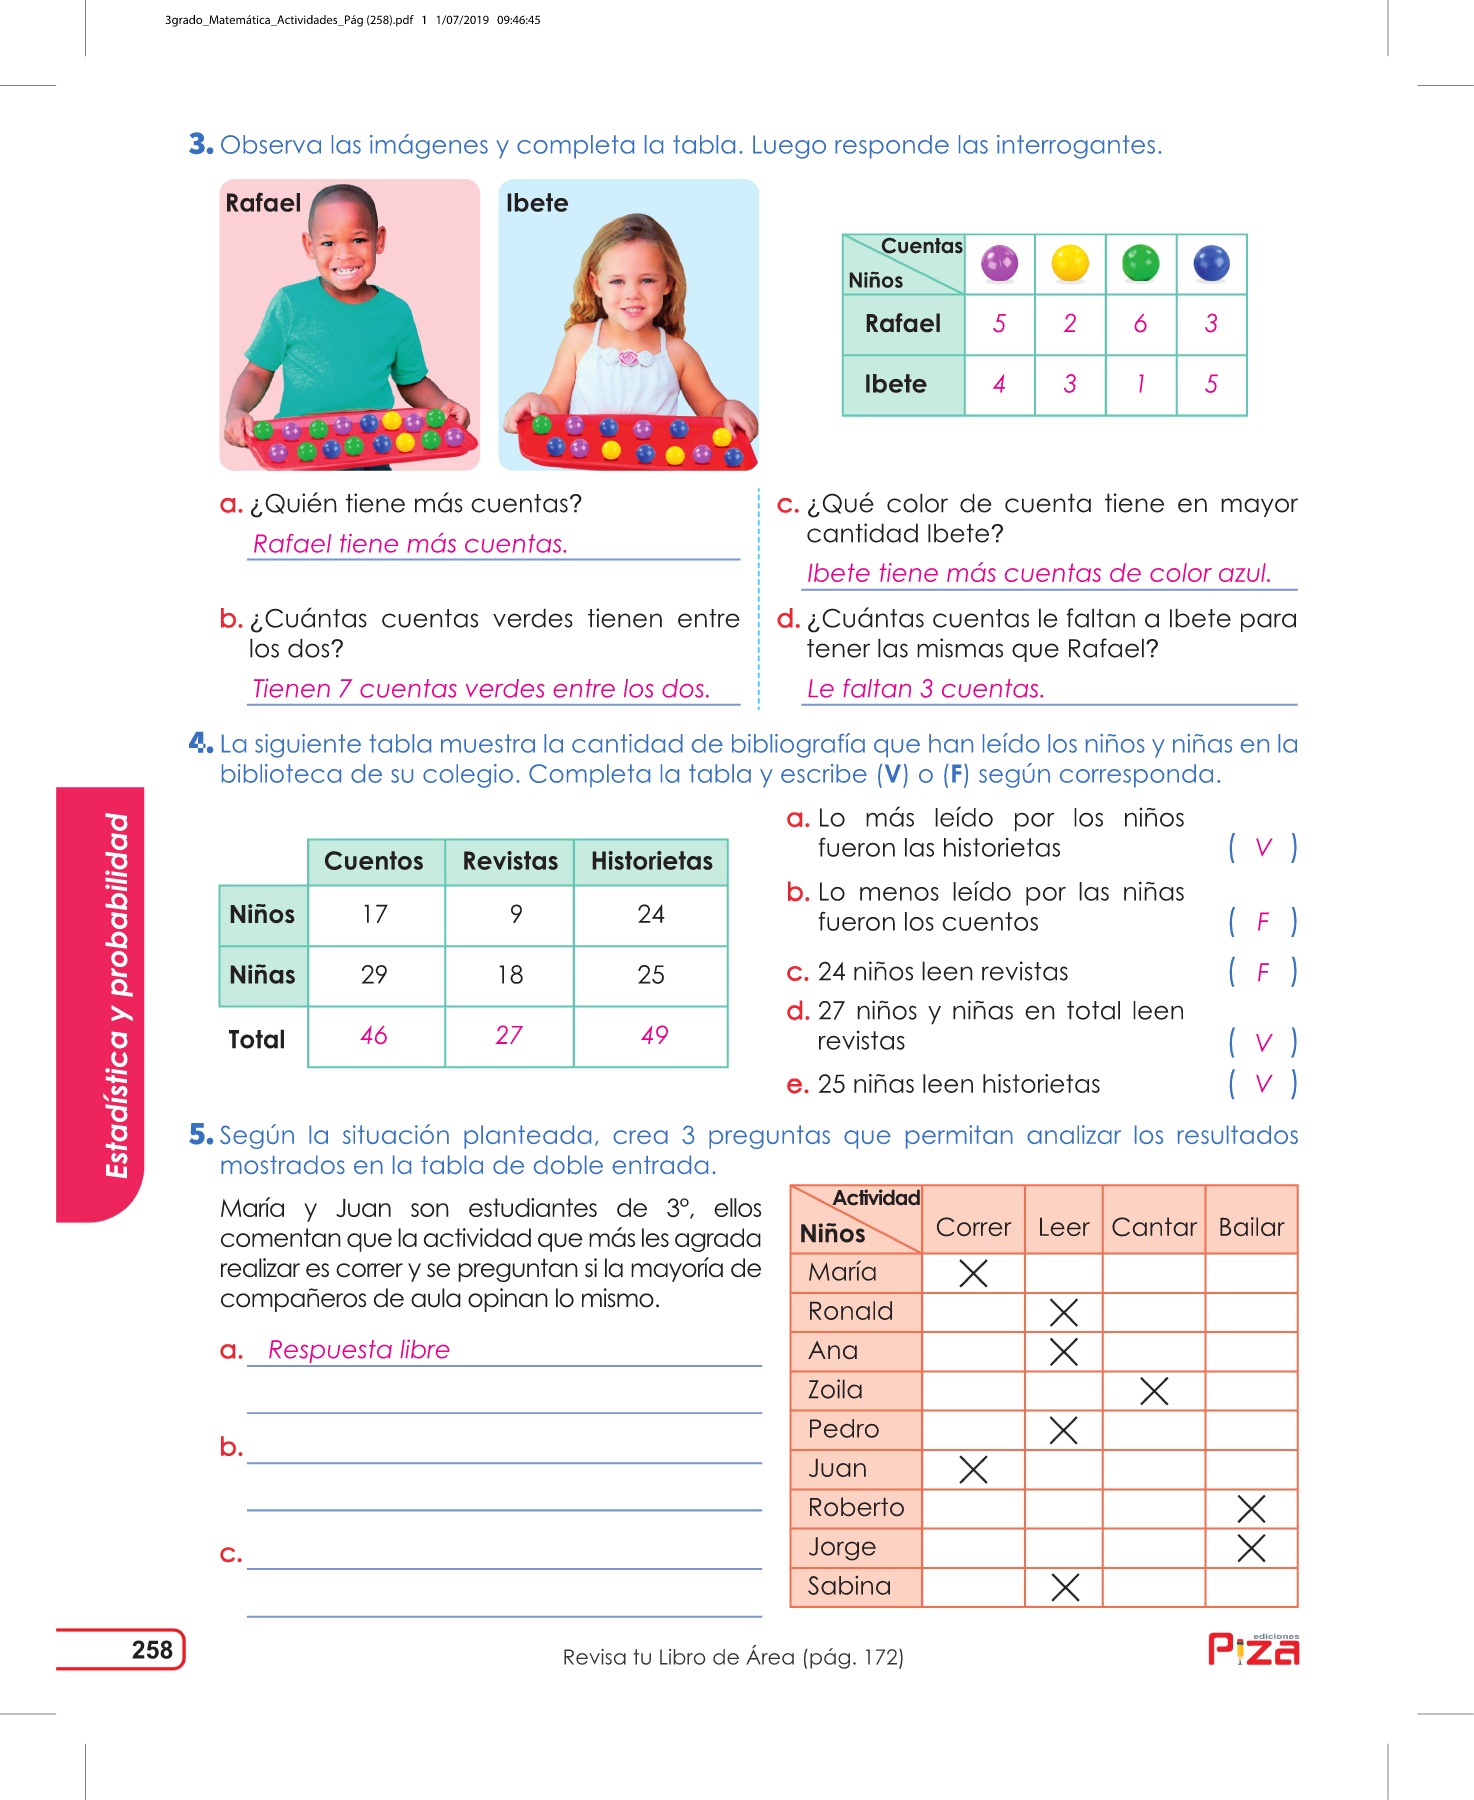 3grado_Matemática_Actividades_Pág (258).pdf 1 1/07/2019 09:46:45
3. Observa las imágenes y completa la tabla. Luego responde las interrogantes.
Rafael
Ibete
Cuentas
Niños
Rafael 5 2 6 3
Ibete 4 3 1 5
a. ¿Quién tiene más cuentas?
Rafael tiene más cuentas.
b. ¿Cuántas cuentas verdes tienen entre
los dos?
Tienen 7 cuentas verdes entre los dos.
c. ¿Qué color de cuenta tiene en mayor
cantidad Ibete?
Ibete tiene más cuentas de color azul.
d. ¿Cuántas cuentas le faltan a Ibete para
tener las mismas que Rafael?
Le faltan 3 cuentas.
4. La siguiente tabla muestra la cantidad de bibliografía que han leído los niños y niñas en la
biblioteca de su colegio. Completa la tabla y escribe (V) o (F) según corresponda.
Cuentos Revistas Historietas
Niños 17 9 24
Niñas 29 18 25
Total 46 27 49
a. Lo más leído por los niños
fueron las historietas ( V )
b. Lo menos leído por las niñas
fueron los cuentos ( F )
c. 24 niños leen revistas ( F )
d. 27 niños y niñas en total leen
revistas ( V )
e. 25 niñas leen historietas ( V )
5. Según la situación planteada, crea 3 preguntas que permitan analizar los resultados
mostrados en la tabla de doble entrada.
María y Juan son estudiantes de 3º, ellos
comentan que la actividad que más les agrada
realizar es correr y se preguntan si la mayoría de
compañeros de aula opinan lo mismo.
a. Respuesta libre
b.
c.
Actividad
Niños Correr Leer Cantar Bailar
María X
Ronald X
Ana X
Zoila X
Pedro X
Juan X
Roberto X
Jorge X
Sabina X
Estadística y probabilidad
258
Revisa tu Libro de Área (pág. 172)
ediciones
Piza